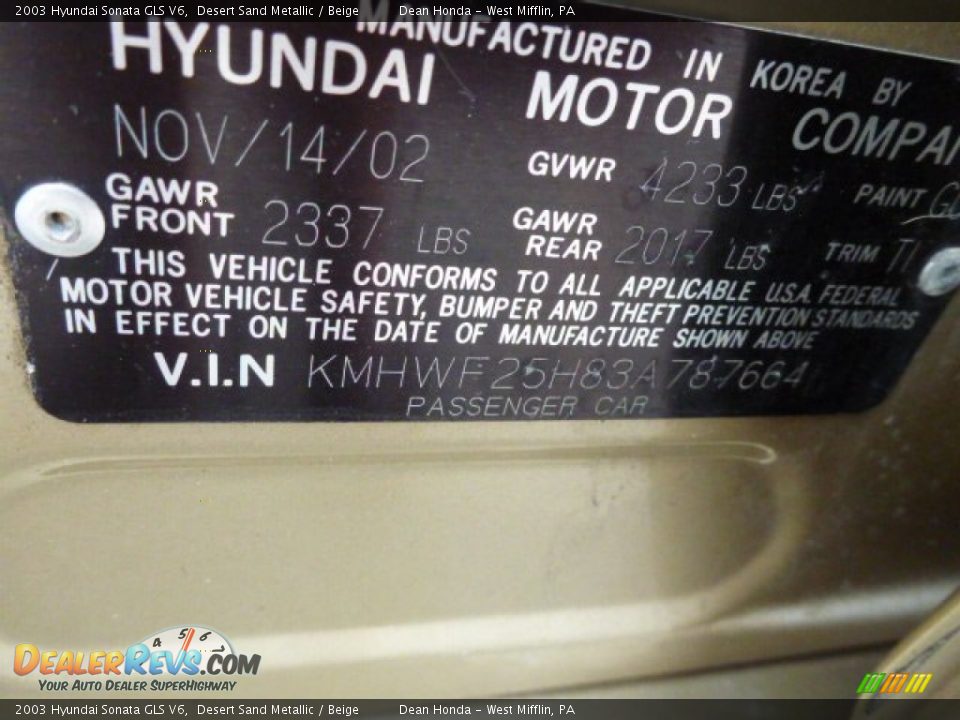 2003 Hyundai Sonata GLS V6, Desert Sand Metallic / Beige Dean Honda - West Mifflin, PA
MANUFACTURED IN KOREA BY
HYUNDAI MOTOR
NOV/14/02
GVWR 4233 LBS PAINT
GAWR FRONT 2337 LBS
GAWR REAR 2017 LBS TRIM
THIS VEHICLE CONFORMS TO ALL APPLICABLE U.S.A. FEDERAL
MOTOR VEHICLE SAFETY, BUMPER AND THEFT PREVENTION STANDARDS
IN EFFECT ON THE DATE OF MANUFACTURE SHOWN ABOVE
V.I.N KMHWF25H83A787664
PASSENGER CAR
4 5 6
DEALERREVS.COM
YOUR AUTO DEALER SUPERHIGHWAY
2003 Hyundai Sonata GLS V6, Desert Sand Metallic / Beige Dean Honda - West Mifflin, PA